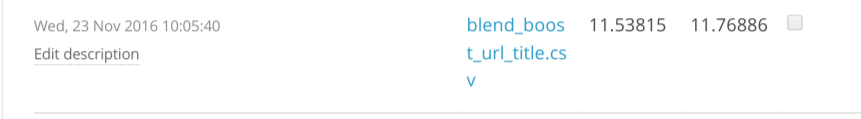 Wed, 23 Nov 2016 10:05:40
Edit description
blend_boos
t_url_title.cs
v
11.53815
11.76886